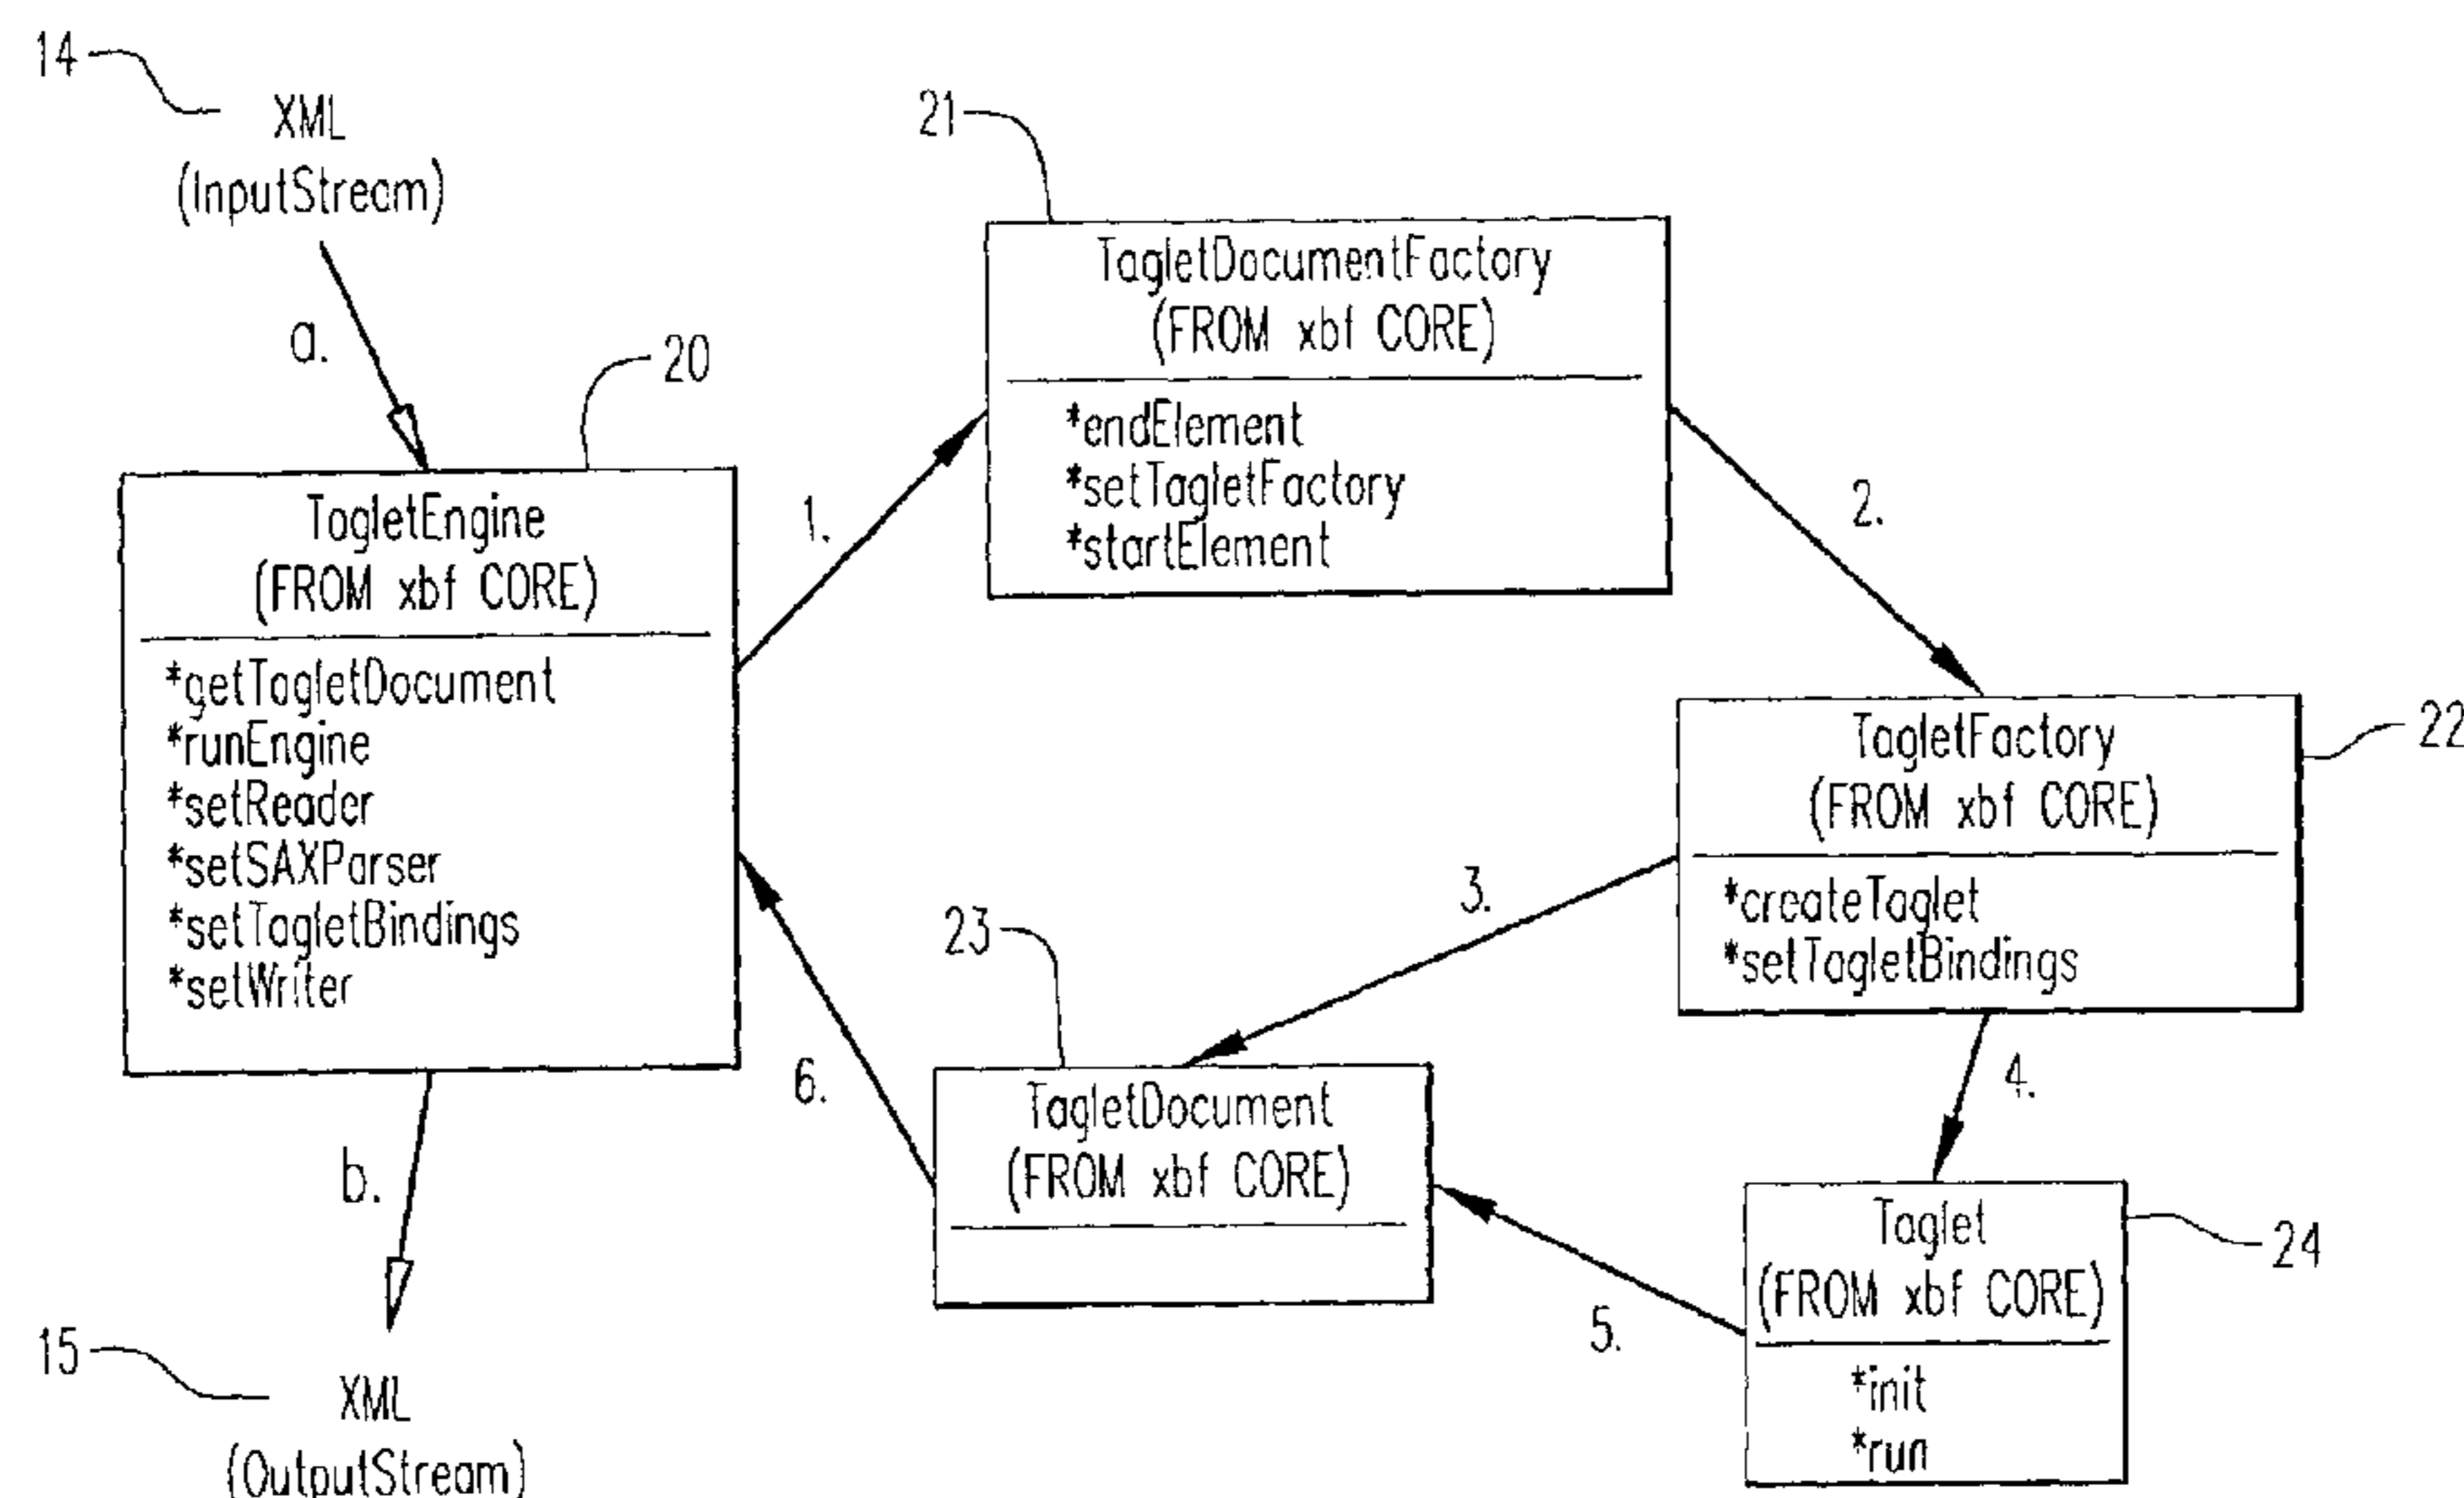 14
XML
(InputStream)
a.
20
TagletEngine
(FROM xbf CORE)
*getTagletDocument
*runEngine
*setReader
*setSAXParser
*setTagletBindings
*setWriter
1.
21
TagletDocumentFactory
(FROM xbf CORE)
*endElement
*setTagletFactory
*startElement
2.
22
TagletFactory
(FROM xbf CORE)
*createTaglet
*setTagletBindings
3.
4.
23
TagletDocument
(FROM xbf CORE)
6.
5.
24
Taglet
(FROM xbf CORE)
*init
*run
b.
15
XML
(OutputStream)